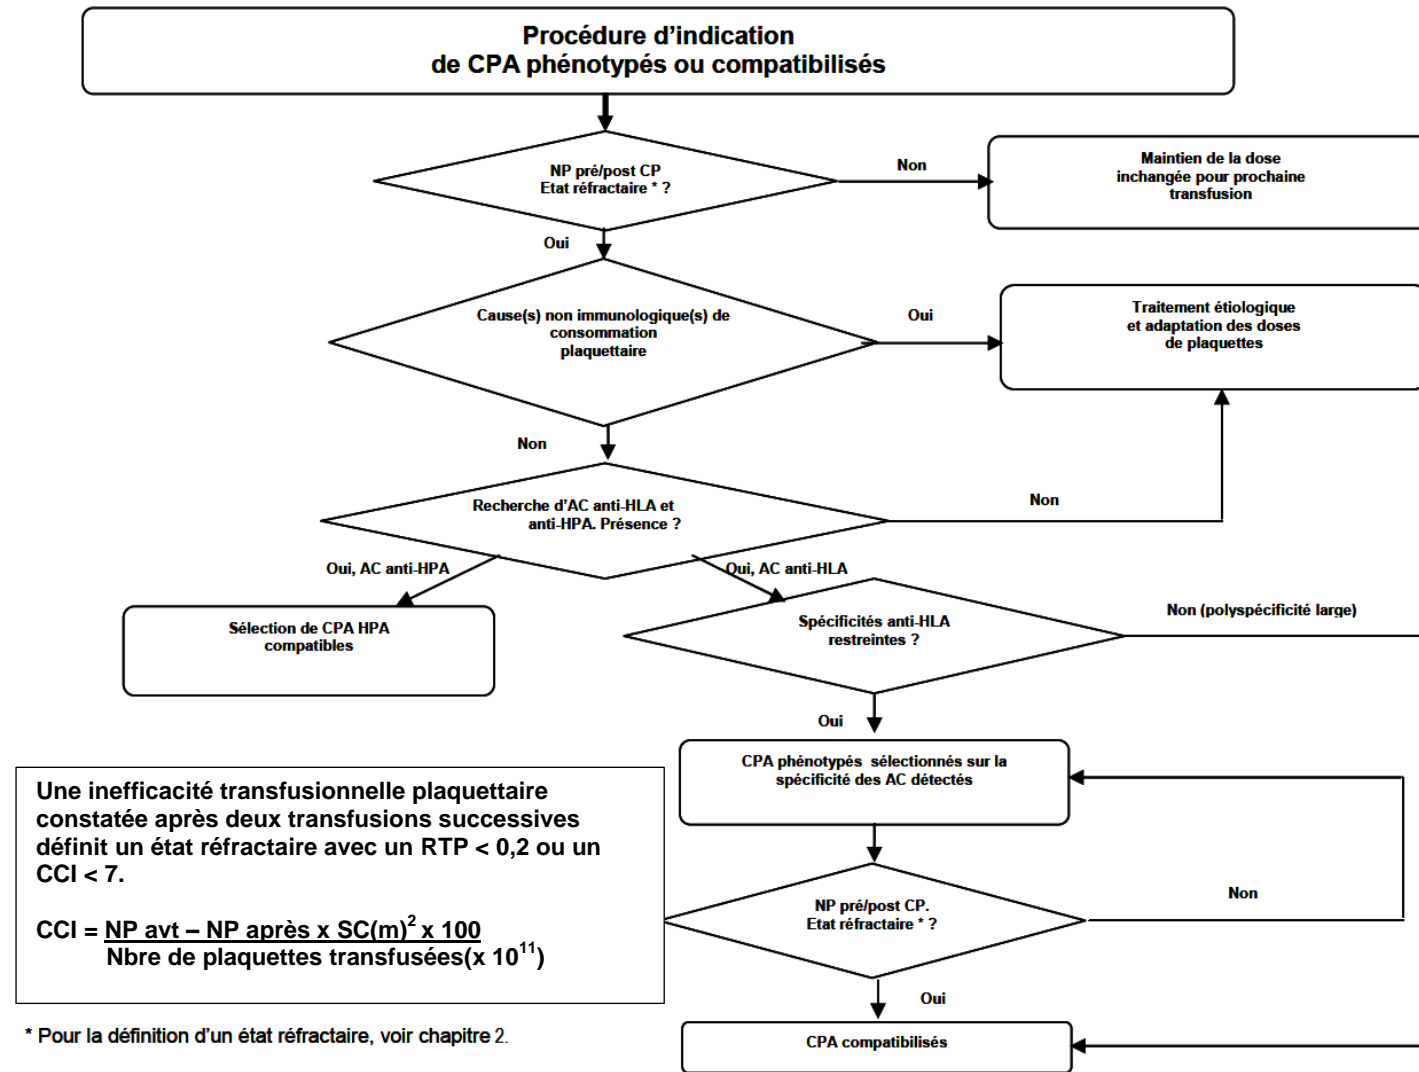 Procédure d'indication
de CPA phénotypés ou compatibilisés
NP pré/post CP
Etat réfractaire * ?
Non
Maintien de la dose
inchangée pour prochaine
transfusion
Oui
Cause(s) non immunologique(s) de
consommation
plaquettaire
Oui
Traitement étiologique
et adaptation des doses
de plaquettes
Non
Recherche d'AC anti-HLA et
anti-HPA. Présence ?
Non
Oui, AC anti-HPA
Oui, AC anti-HLA
Sélection de CPA HPA
compatibles
Spécificités anti-HLA
restreintes ?
Non (polyspécificité large)
Oui
CPA phénotypés sélectionnés sur la
spécificité des AC détectés
Une inefficacité transfusionnelle plaquettaire
constatée après deux transfusions successives
définit un état réfractaire avec un RTP < 0,2 ou un
CCI < 7.
CCI = NP avt – NP après x SC(m)² x 100
Nbre de plaquettes transfusées(x 10¹¹)
NP pré/post CP.
Etat réfractaire * ?
Non
Oui
CPA compatibilisés
* Pour la définition d'un état réfractaire, voir chapitre 2.